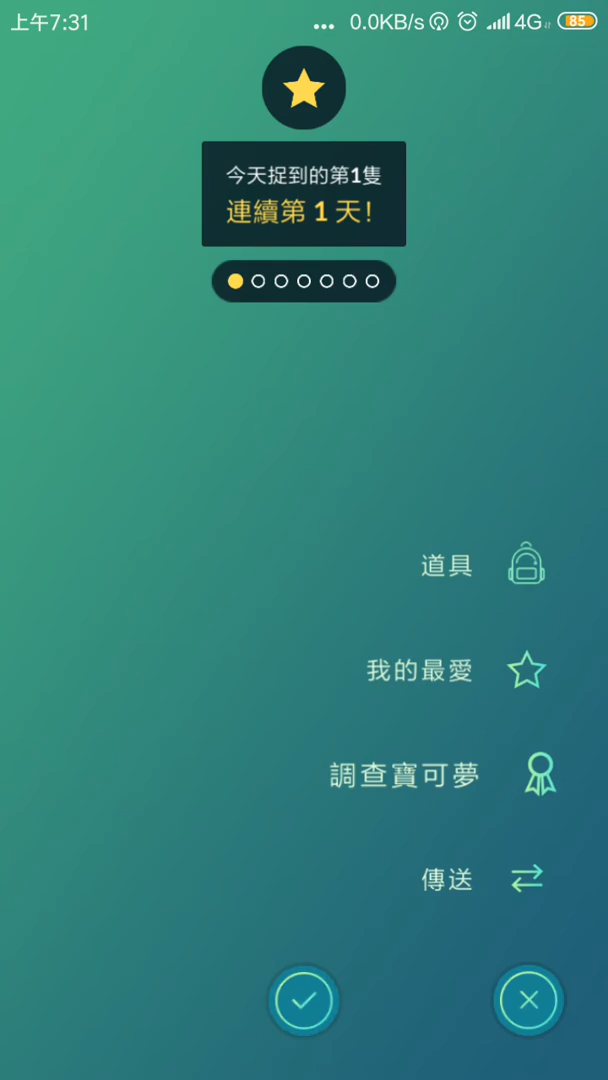 上午7:31
... 0.0KB/s 4G 85
今天捉到的第1隻
連續第 1 天!
道具
我的最愛
調查寶可夢
傳送